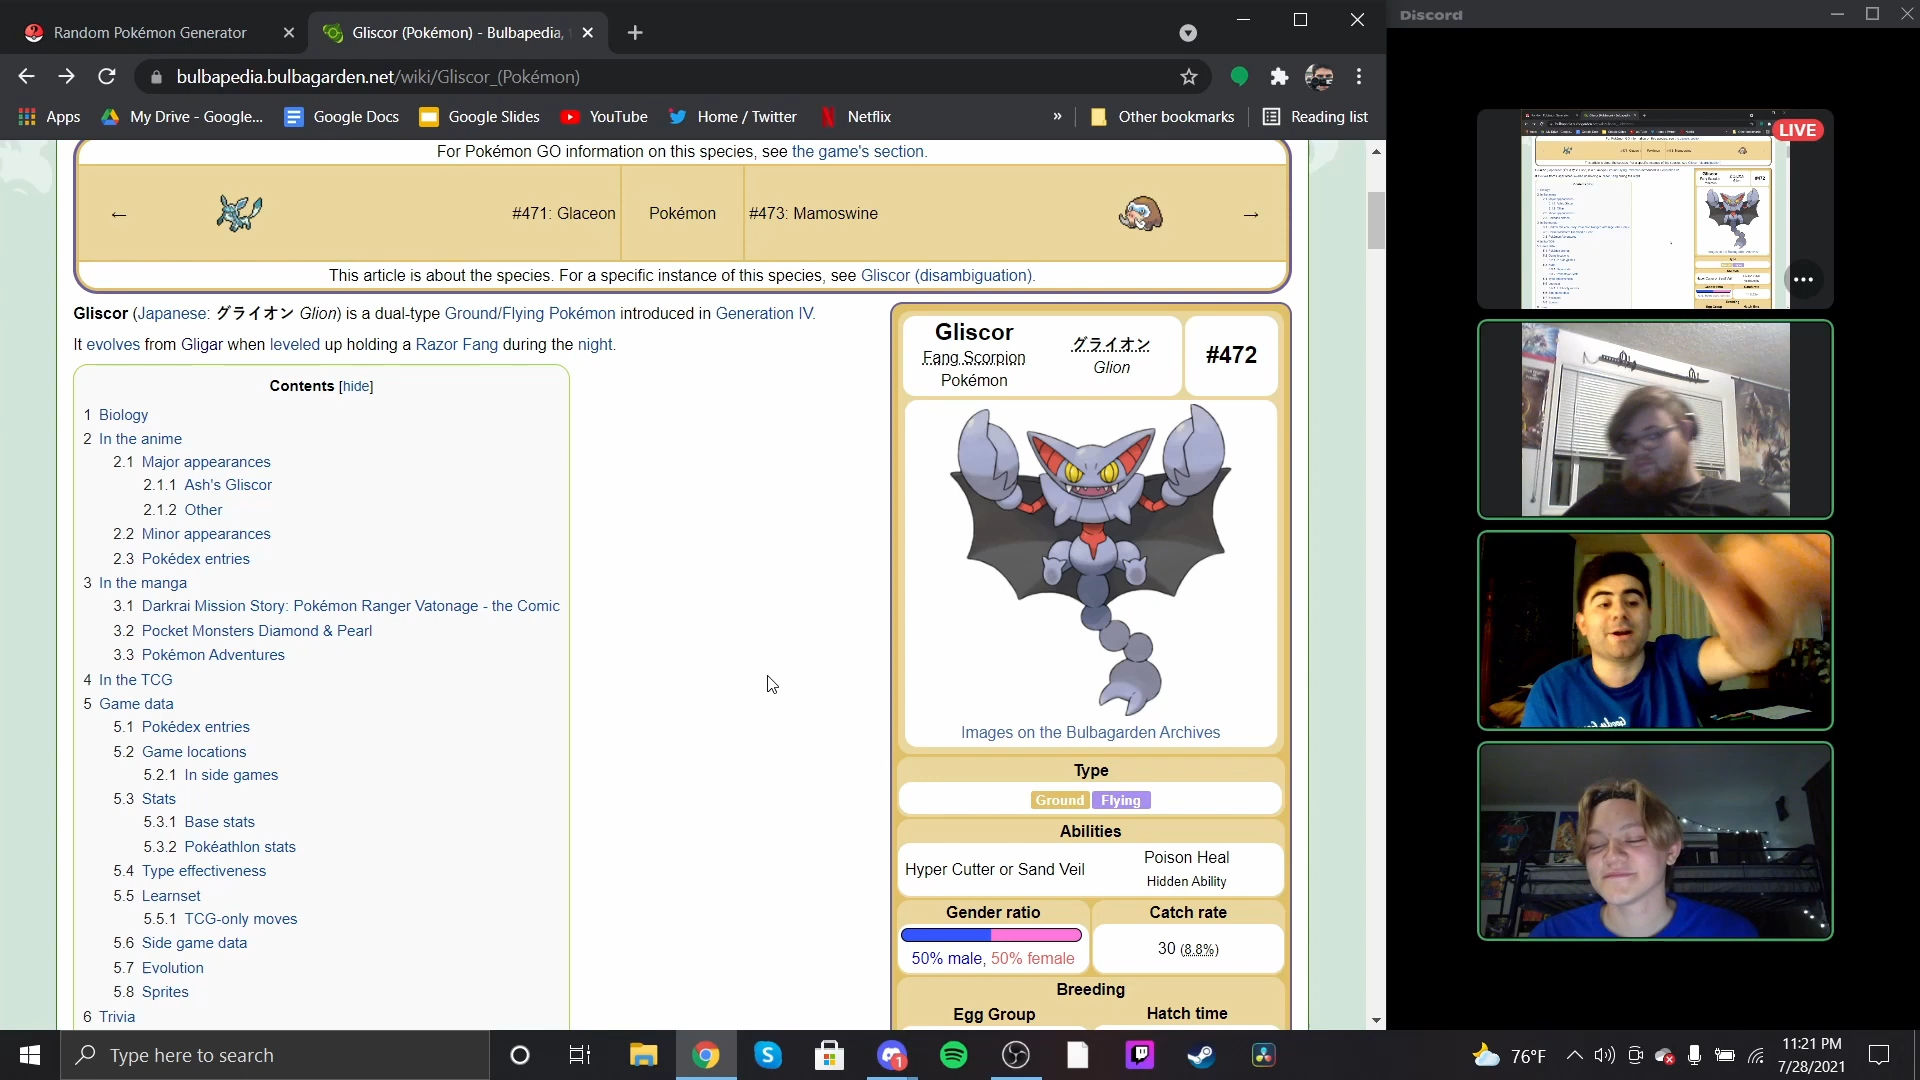 Random Pokémon Generator
Gliscor (Pokémon) - Bulbapedia,
Discord
bulbapedia.bulbagarden.net/wiki/Gliscor_(Pokémon)
Apps My Drive - Google... Google Docs Google Slides YouTube Home / Twitter Netflix » Other bookmarks Reading list
For Pokémon GO information on this species, see the game's section.
← #471: Glaceon Pokémon #473: Mamoswine →
This article is about the species. For a specific instance of this species, see Gliscor (disambiguation).
Gliscor (Japanese: グライオン Glion) is a dual-type Ground/Flying Pokémon introduced in Generation IV.
It evolves from Gligar when leveled up holding a Razor Fang during the night.
Contents [hide]
1 Biology
2 In the anime
2.1 Major appearances
2.1.1 Ash's Gliscor
2.1.2 Other
2.2 Minor appearances
2.3 Pokédex entries
3 In the manga
3.1 Darkrai Mission Story: Pokémon Ranger Vatonage - the Comic
3.2 Pocket Monsters Diamond & Pearl
3.3 Pokémon Adventures
4 In the TCG
5 Game data
5.1 Pokédex entries
5.2 Game locations
5.2.1 In side games
5.3 Stats
5.3.1 Base stats
5.3.2 Pokéathlon stats
5.4 Type effectiveness
5.5 Learnset
5.5.1 TCG-only moves
5.6 Side game data
5.7 Evolution
5.8 Sprites
6 Trivia
Gliscor
Fang Scorpion
Pokémon
グライオン
Glion
#472
Images on the Bulbagarden Archives
Type
Ground Flying
Abilities
Hyper Cutter or Sand Veil
Poison Heal
Hidden Ability
Gender ratio
50% male, 50% female
Catch rate
30 (8.8%)
Breeding
Egg Group
Hatch time
LIVE
Gliscor
#472
Type here to search
1
76°F
11:21 PM
7/28/2021